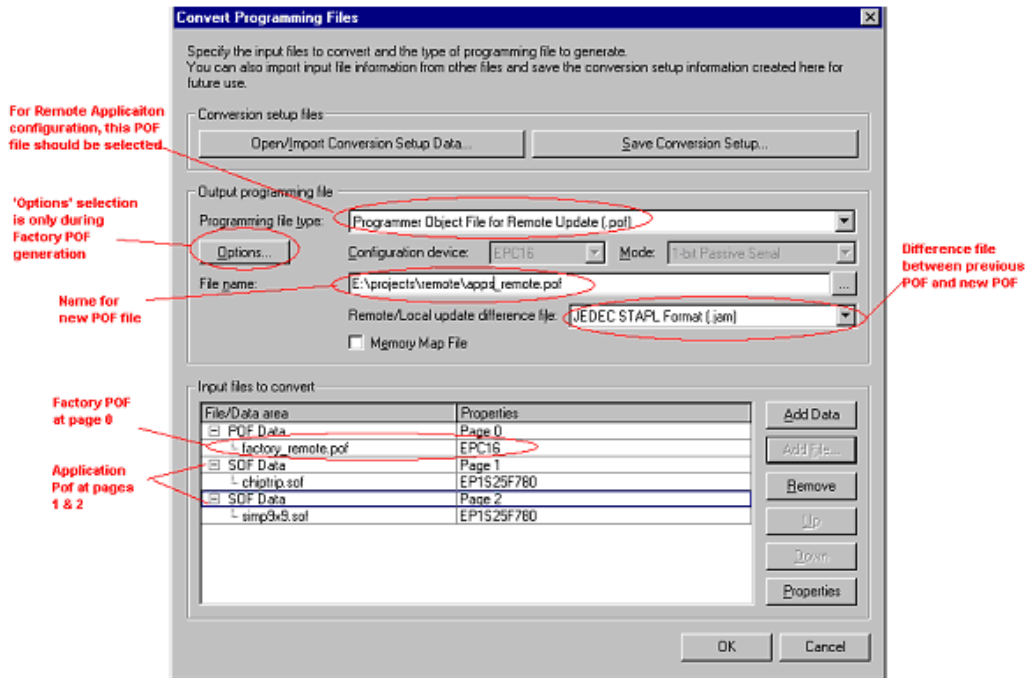 Convert Programming Files
Specify the input files to convert and the type of programming file to generate.
You can also import input file information from other files and save the conversion setup information created here for
future use.
For Remote Applicaiton
configuration, this POF
file should be selected
Conversion setup files
Open/Import Conversion Setup Data...
Save Conversion Setup...
'Options' selection
is only during
Factory POF
generation
Output programming file
Programming file type:
Programmer Object File for Remote Update (.pof)
Options...
Configuration device:
EPC16
Mode:
1-bit Passive Serial
Difference file
between previous
POF and new POF
Name for
new POF file
File name:
E:\projects\remote\apps_remote.pof
...
Remote/Local update difference file:
JEDEC STAPL Format (.jam)
Memory Map File
Input files to convert
Factory POF
at page 0
Application
Pof at pages
1 & 2
File/Data area
Properties
POF Data
Page 0
factory_remote.pof
EPC16
SOF Data
Page 1
chiptrip.sof
EP1S25F780
SOF Data
Page 2
simp9x9.sof
EP1S25F780
Add Data
Add File...
Remove
Up
Down
Properties
OK
Cancel